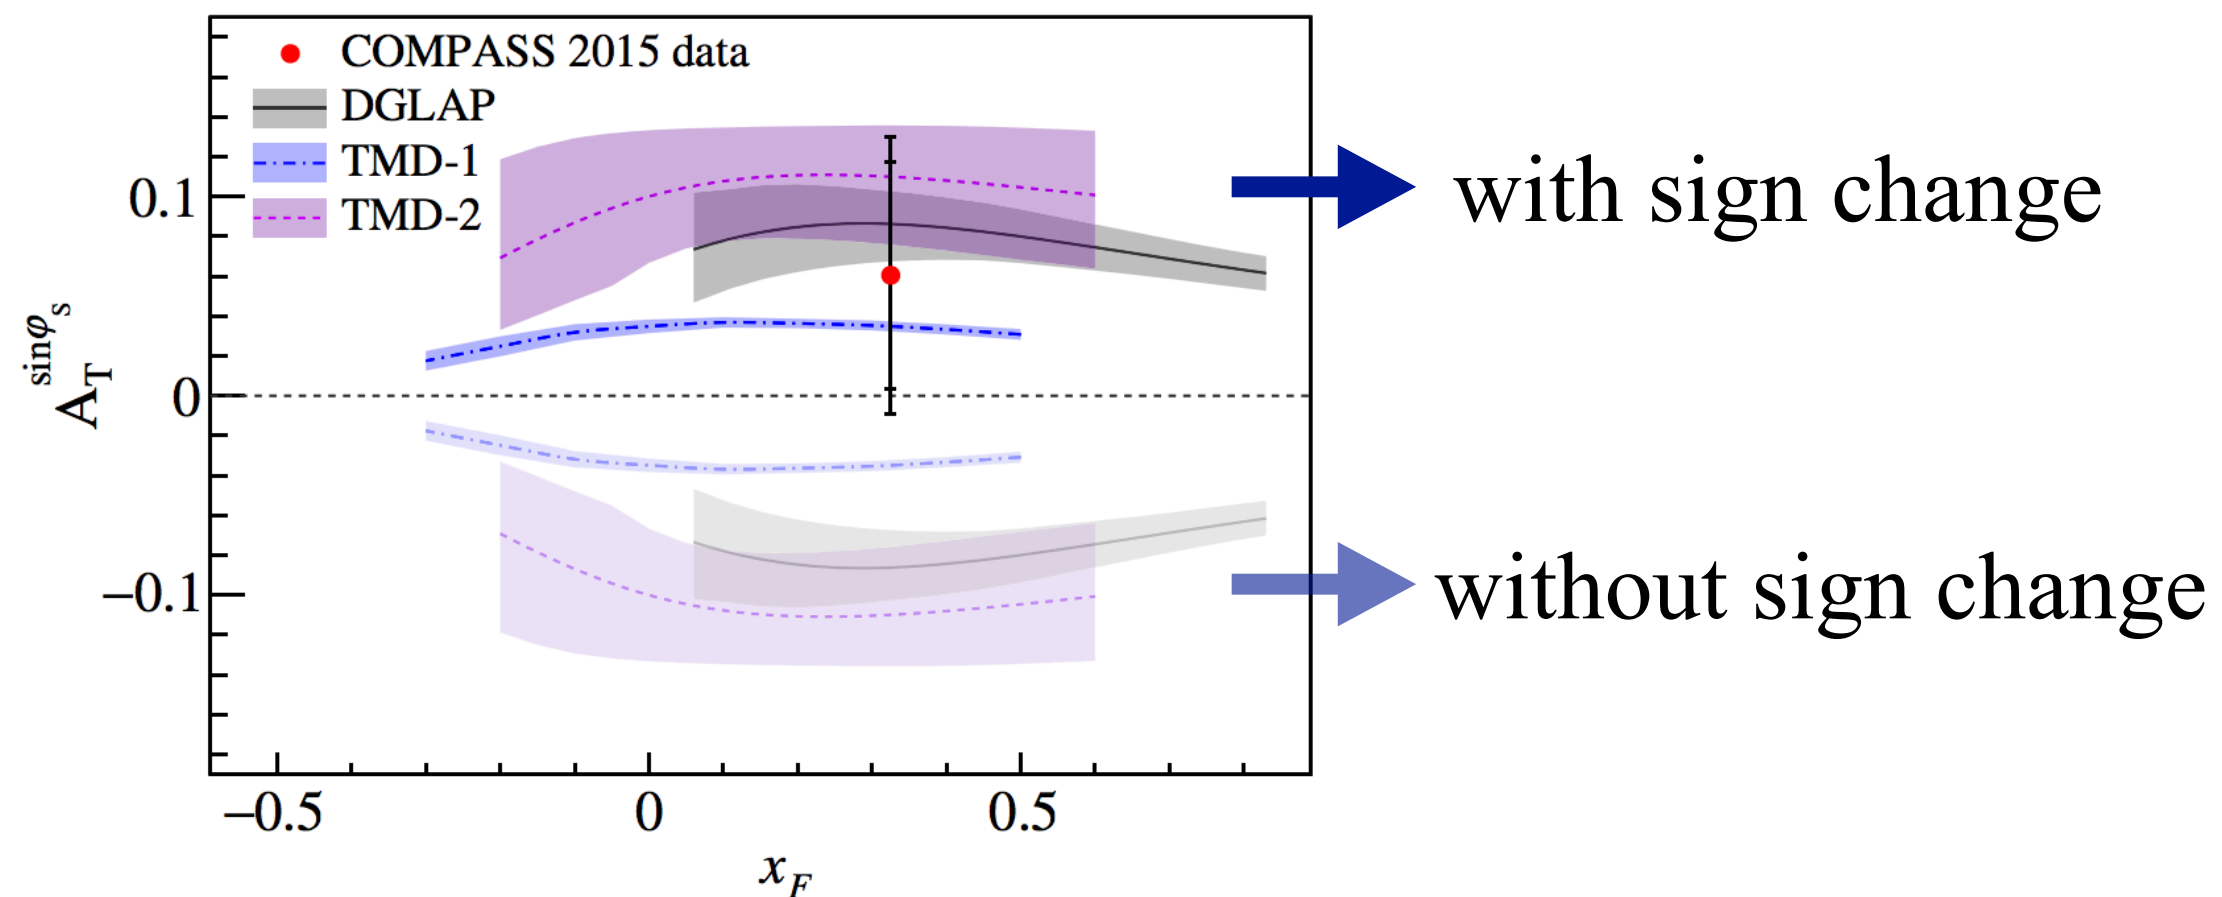 COMPASS 2015 data
DGLAP
TMD-1
TMD-2
0.1
0
−0.1
A_T^{sinφ_s}
−0.5
0
0.5
x_F
with sign change
without sign change